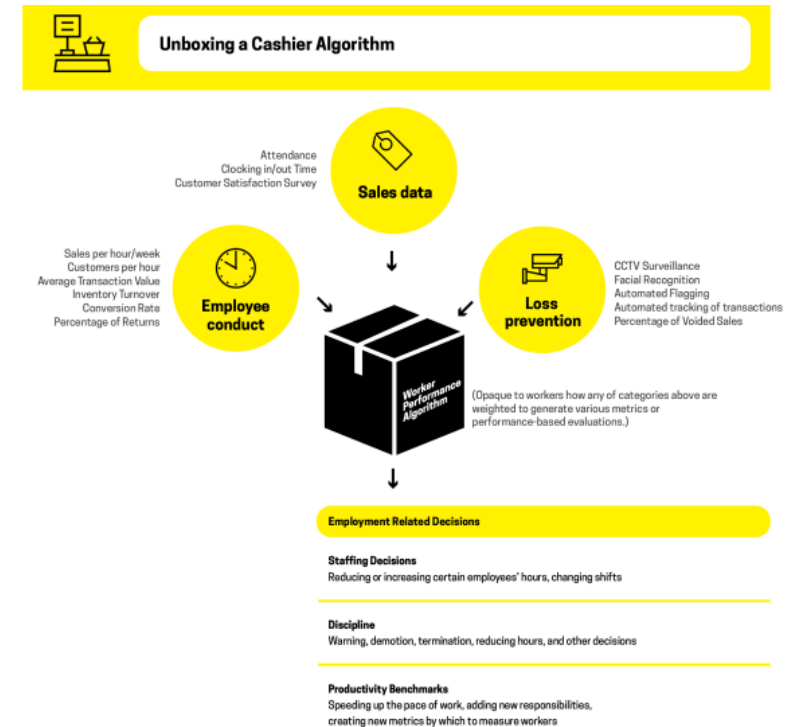 Unboxing a Cashier Algorithm
Attendance
Clocking in/out Time
Customer Satisfaction Survey
Sales data
Sales per hour/week
Customers per hour
Average Transaction Value
Inventory Turnover
Conversion Rate
Percentage of Returns
Employee
conduct
Loss
prevention
CCTV Surveillance
Facial Recognition
Automated Flagging
Automated tracking of transactions
Percentage of Voided Sales
Worker
Performance
Algorithm
(Opaque to workers how any of categories above are
weighted to generate various metrics or
performance-based evaluations.)
Employment Related Decisions
Staffing Decisions
Reducing or increasing certain employees' hours, changing shifts
Discipline
Warning, demotion, termination, reducing hours, and other decisions
Productivity Benchmarks
Speeding up the pace of work, adding new responsibilities,
creating new metrics by which to measure workers